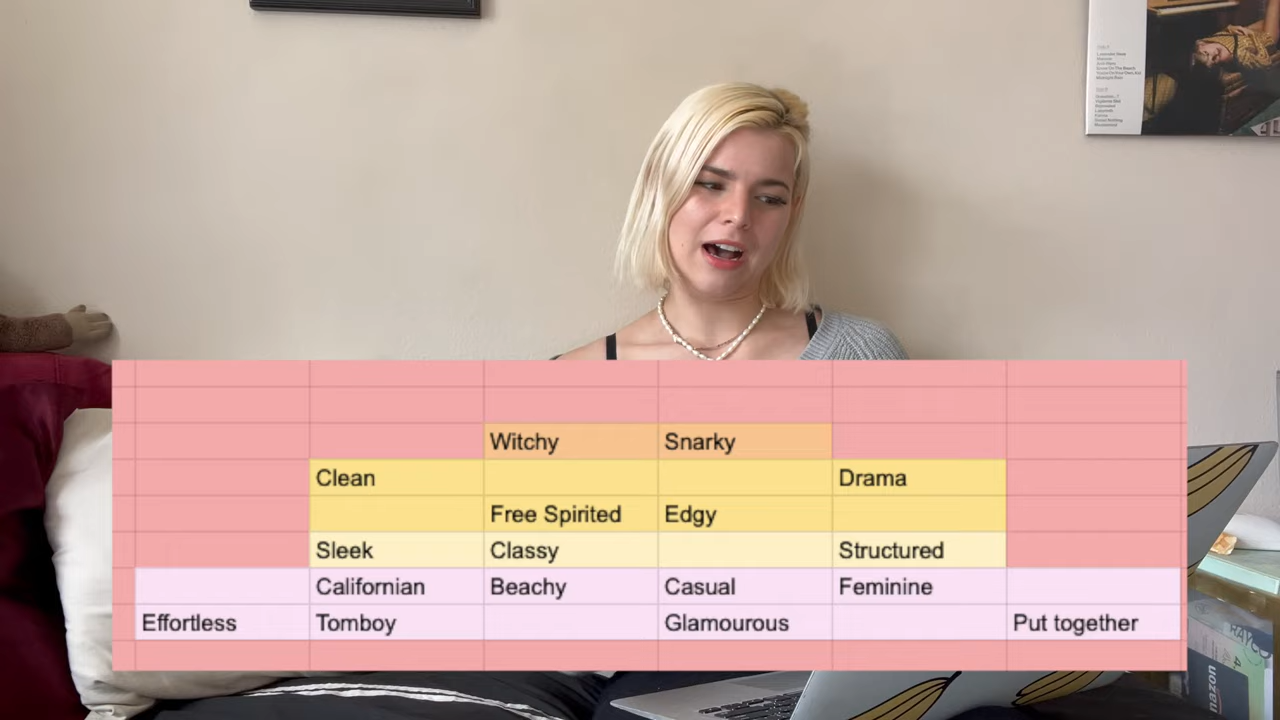 Witchy Snarky
Clean Drama
Free Spirited Edgy
Sleek Classy Structured
Californian Beachy Casual Feminine
Effortless Tomboy Glamourous Put together